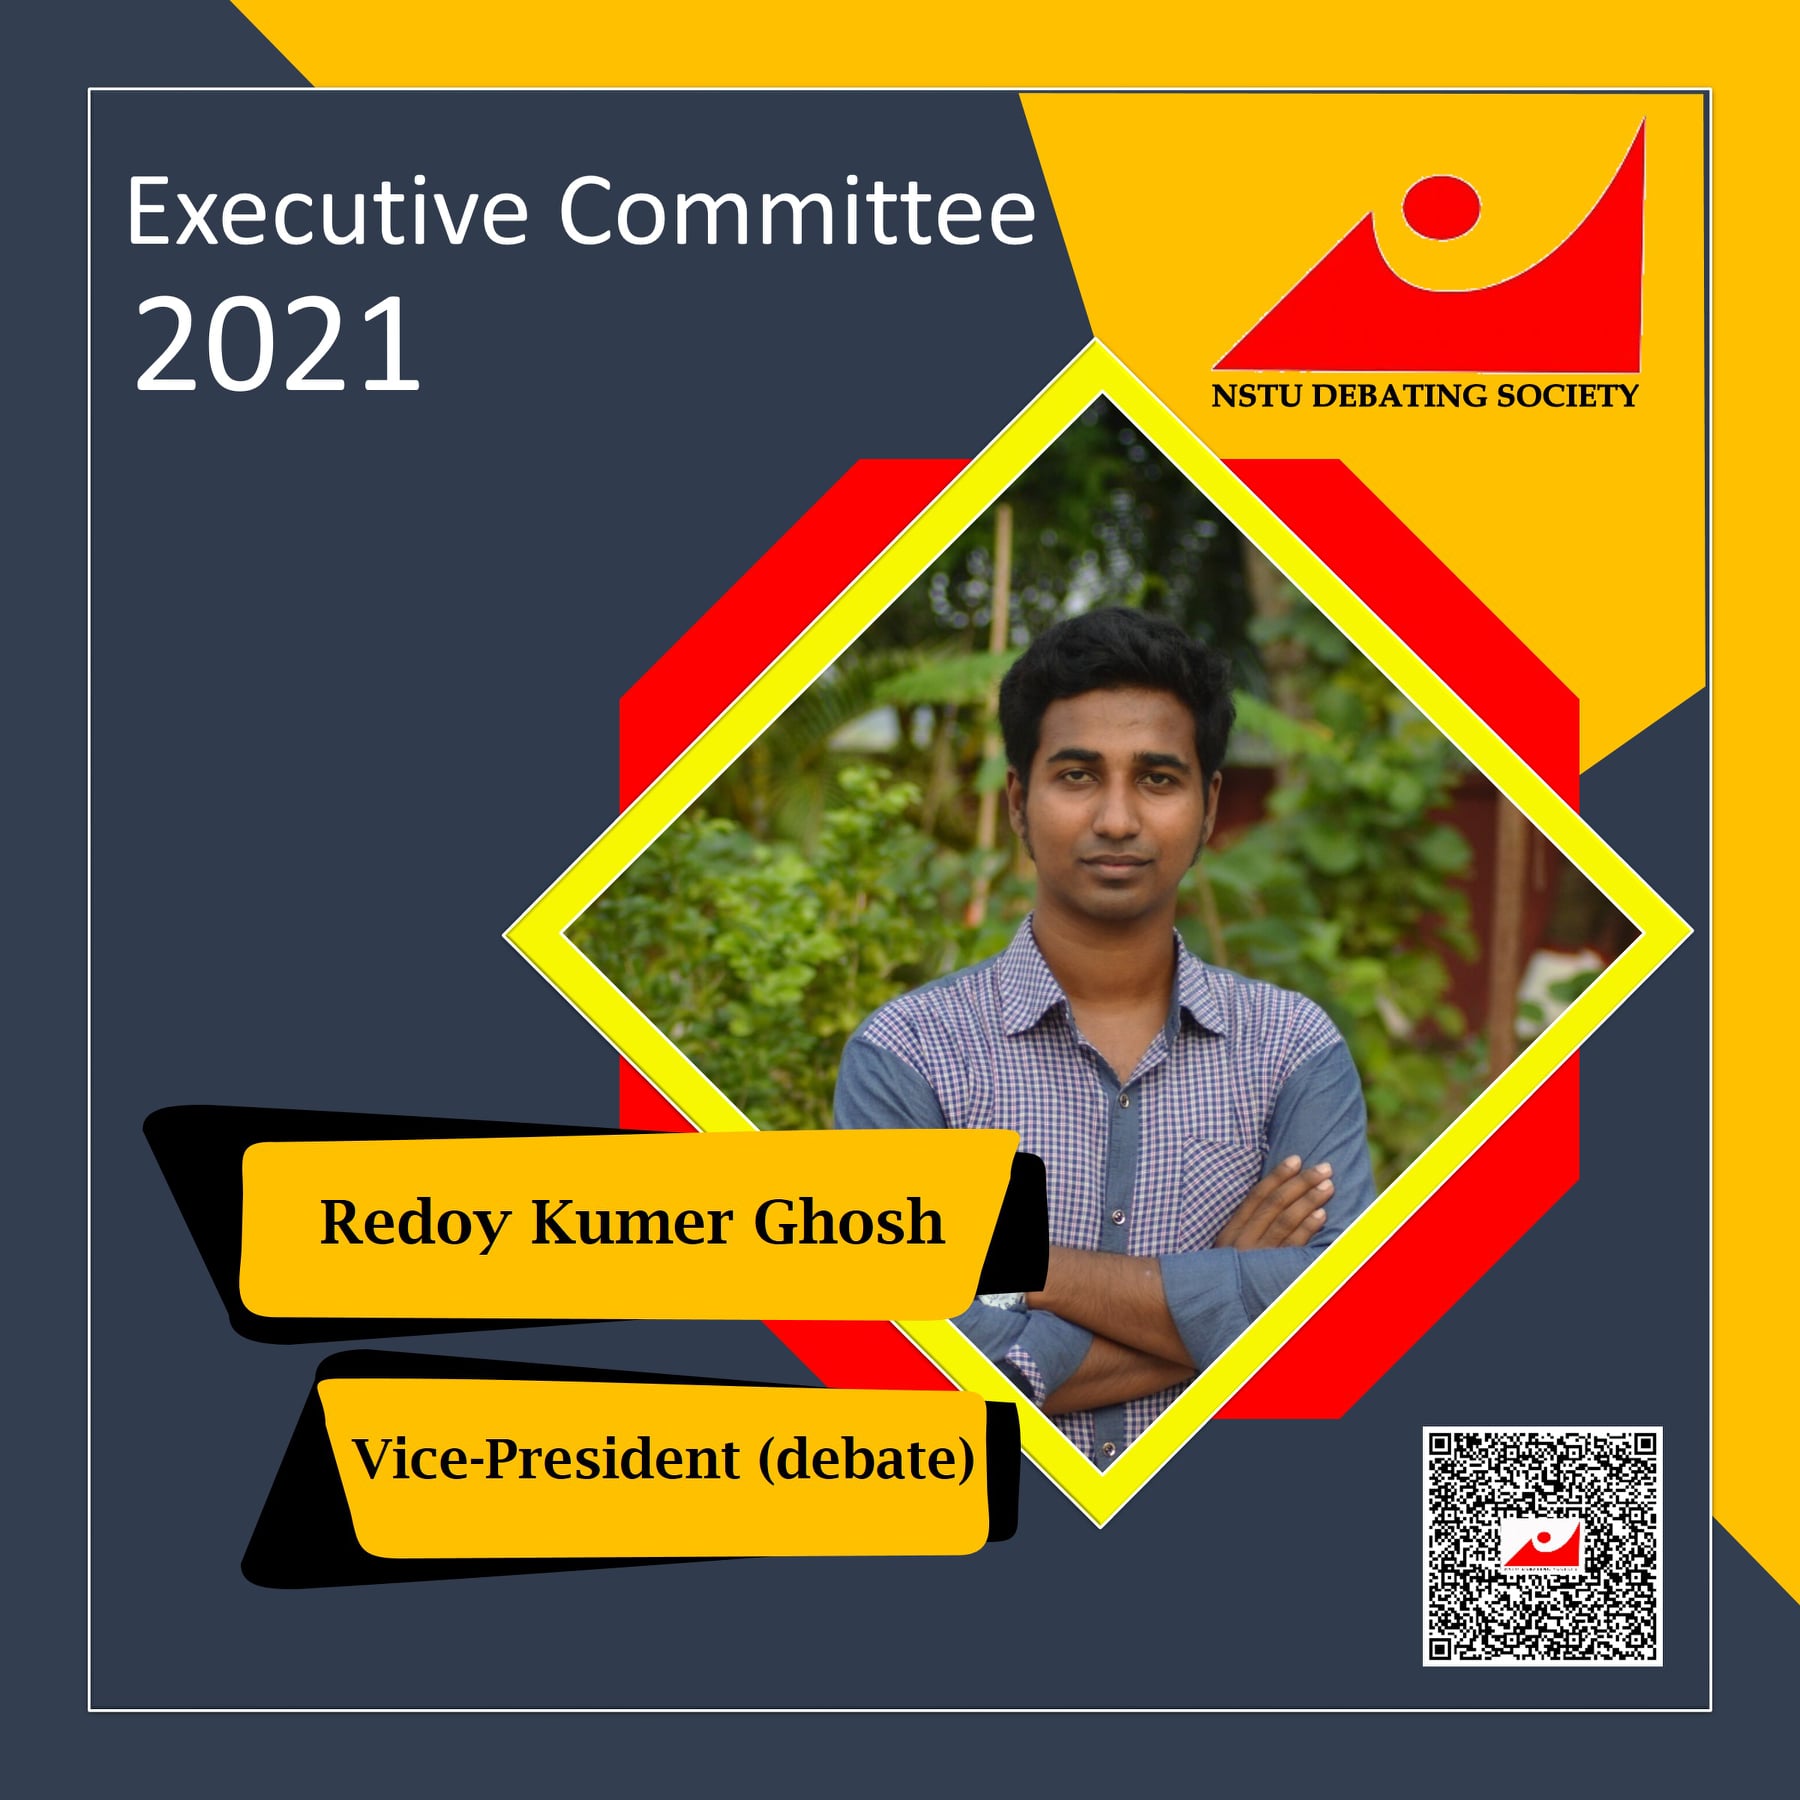 Executive Committee
2021
NSTU DEBATING SOCIETY
Redoy Kumer Ghosh
Vice-President (debate)